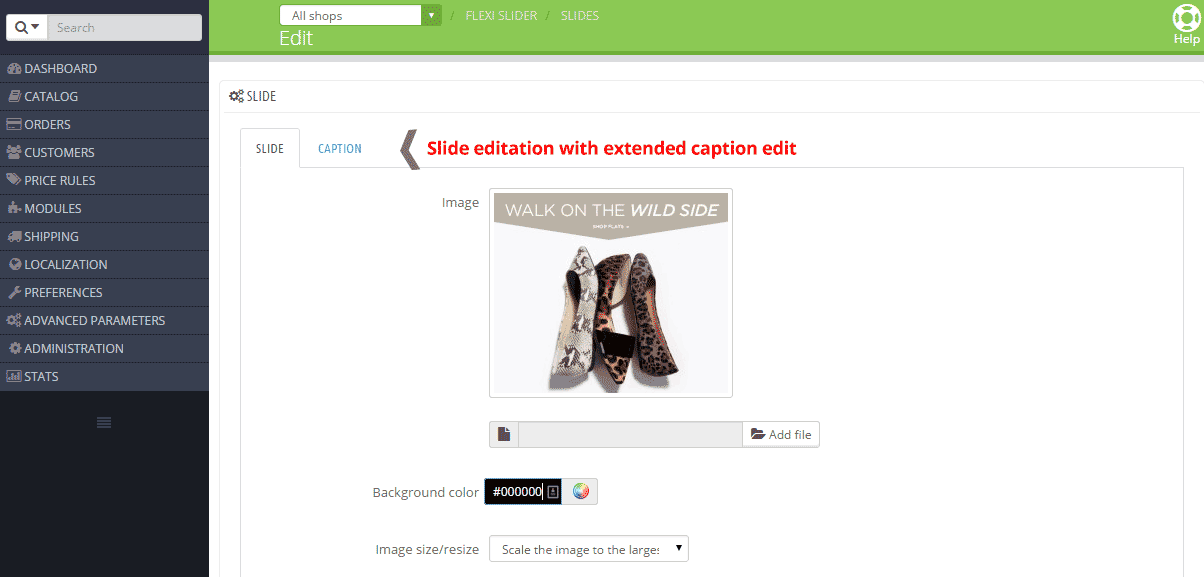 Search
All shops
/ FLEXI SLIDER / SLIDES
Edit
Help
DASHBOARD
CATALOG
ORDERS
CUSTOMERS
PRICE RULES
MODULES
SHIPPING
LOCALIZATION
PREFERENCES
ADVANCED PARAMETERS
ADMINISTRATION
STATS
SLIDE
SLIDE
CAPTION
Slide editation with extended caption edit
Image
WALK ON THE WILD SIDE
SHOP FLATS
Add file
Background color
#000000
Image size/resize
Scale the image to the larges